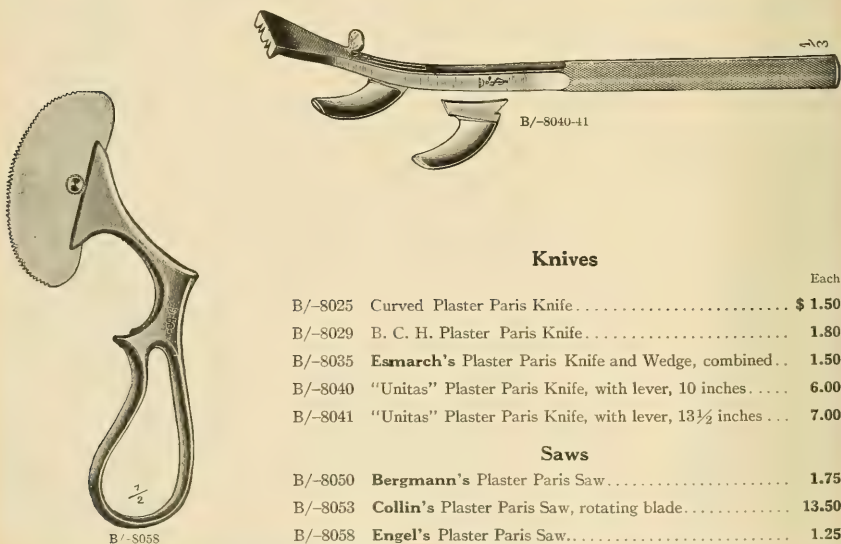 1/3
B/-8040-41
Knives
Each
B/-8025 Curved Plaster Paris Knife........................ $ 1.50
B/-8029 B. C. H. Plaster Paris Knife....................... 1.80
B/-8035 Esmarch's Plaster Paris Knife and Wedge, combined.. 1.50
B/-8040 "Unitas" Plaster Paris Knife, with lever, 10 inches..... 6.00
B/-8041 "Unitas" Plaster Paris Knife, with lever, 13½ inches ... 7.00
Saws
B/-8050 Bergmann's Plaster Paris Saw................... 1.75
B/-8053 Collin's Plaster Paris Saw, rotating blade............ 13.50
B/-8058 Engel's Plaster Paris Saw........................ 1.25
1/2
B/-8058